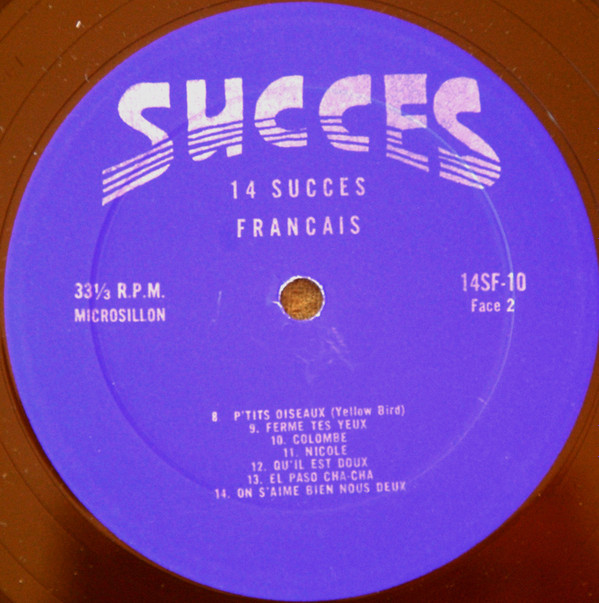 SUCCES
14 SUCCES
FRANCAIS
33⅓ R.P.M.
MICROSILLON
14SF-10
Face 2
8. P'TITS OISEAUX (Yellow Bird)
9. FERME TES YEUX
10. COLOMBE
11. NICOLE
12. QU'IL EST DOUX
13. EL PASO CHA-CHA
14. ON S'AIME BIEN NOUS DEUX